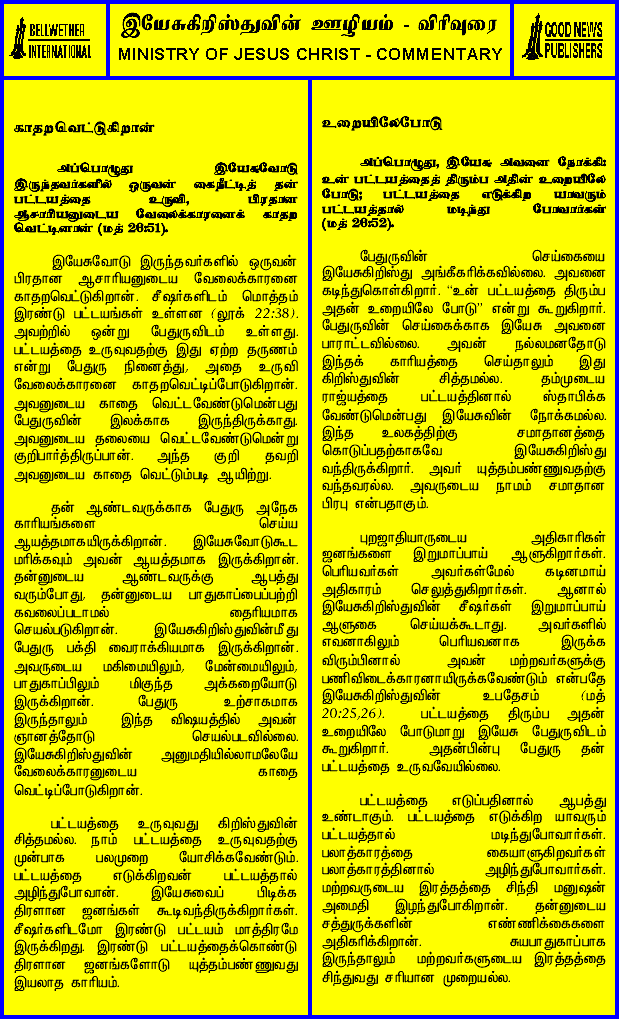 BELLWETHER
INTERNATIONAL
இயேசுகிறிஸ்துவின் ஊழியம் - விரிவுரை
MINISTRY OF JESUS CHRIST - COMMENTARY
GOOD NEWS
PUBLISHERS
காதறவெட்டுகிறான்
அப்பொழுது இயேசுவோடு
இருந்தவர்களில் ஒருவன் கைநீட்டித் தன்
பட்டயத்தை உருவி, பிரதான
ஆசாரியனுடைய வேலைக்காரனைக் காதற
வெட்டினான் (மத் 26:51).
இயேசுவோடு இருந்தவர்களில் ஒருவன்
பிரதான ஆசாரியனுடைய வேலைக்காரனை
காதறவெட்டுகிறான். சீஷர்களிடம் மொத்தம்
இரண்டு பட்டயங்கள் உள்ளன (லூக் 22:38).
அவற்றில் ஒன்று பேதுருவிடம் உள்ளது.
பட்டயத்தை உருவுவதற்கு இது ஏற்ற தருணம்
என்று பேதுரு நினைத்து, அதை உருவி
வேலைக்காரனை காதறவெட்டிப்போடுகிறான்.
அவனுடைய காதை வெட்டவேண்டுமென்பது
பேதுருவின் இலக்காக இருந்திருக்காது.
அவனுடைய தலையை வெட்டவேண்டுமென்று
குறிபார்த்திருப்பான். அந்த குறி தவறி
அவனுடைய காதை வெட்டும்படி ஆயிற்று.
தன் ஆண்டவருக்காக பேதுரு அநேக
காரியங்களை செய்ய
ஆயத்தமாகயிருக்கிறான். இயேசுவோடுகூட
மரிக்கவும் அவன் ஆயத்தமாக இருக்கிறான்.
தன்னுடைய ஆண்டவருக்கு ஆபத்து
வரும்போது, தன்னுடைய பாதுகாப்பைப்பற்றி
கவலைப்படாமல் தைரியமாக
செயல்படுகிறான். இயேசுகிறிஸ்துவின்மீது
பேதுரு பக்தி வைராக்கியமாக இருக்கிறான்.
அவருடைய மகிமையிலும், மேன்மையிலும்,
பாதுகாப்பிலும் மிகுந்த அக்கறையோடு
இருக்கிறான். பேதுரு உற்சாகமாக
இருந்தாலும் இந்த விஷயத்தில் அவன்
ஞானத்தோடு செயல்படவில்லை.
இயேசுகிறிஸ்துவின் அனுமதியில்லாமலேயே
வேலைக்காரனுடைய காதை
வெட்டிப்போடுகிறான்.
பட்டயத்தை உருவுவது கிறிஸ்துவின்
சித்தமல்ல. நாம் பட்டயத்தை உருவுவதற்கு
முன்பாக பலமுறை யோசிக்கவேண்டும்.
பட்டயத்தை எடுக்கிறவன் பட்டயத்தால்
அழிந்துபோவான். இயேசுவைப் பிடிக்க
திரளான ஜனங்கள் கூடிவந்திருக்கிறார்கள்.
சீஷர்களிடமோ இரண்டு பட்டயம் மாத்திரமே
இருக்கிறது. இரண்டு பட்டயத்தைக்கொண்டு
திரளான ஜனங்களோடு யுத்தம்பண்ணுவது
இயலாத காரியம்.
உறையிலேபோடு
அப்பொழுது, இயேசு அவனை நோக்கி:
உன் பட்டயத்தைத் திரும்ப அதின் உறையிலே
போடு; பட்டயத்தை எடுக்கிற யாவரும்
பட்டயத்தால் மடிந்து போவார்கள்
(மத் 26:52).
பேதுருவின் செய்கையை
இயேசுகிறிஸ்து அங்கீகரிக்கவில்லை. அவனை
கடிந்துகொள்கிறார். "உன் பட்டயத்தை திரும்ப
அதன் உறையிலே போடு" என்று கூறுகிறார்.
பேதுருவின் செய்கைக்காக இயேசு அவனை
பாராட்டவில்லை. அவன் நல்லமனதோடு
இந்தக் காரியத்தை செய்தாலும் இது
கிறிஸ்துவின் சித்தமல்ல. தம்முடைய
ராஜ்யத்தை பட்டயத்தினால் ஸ்தாபிக்க
வேண்டுமென்பது இயேசுவின் நோக்கமல்ல.
இந்த உலகத்திற்கு சமாதானத்தை
கொடுப்பதற்காகவே இயேசுகிறிஸ்து
வந்திருக்கிறார். அவர் யுத்தம்பண்ணுவதற்கு
வந்தவரல்ல. அவருடைய நாமம் சமாதான
பிரபு என்பதாகும்.
புறஜாதியாருடைய அதிகாரிகள்
ஜனங்களை இறுமாப்பாய் ஆளுகிறார்கள்.
பெரியவர்கள் அவர்கள்மேல் கடினமாய்
அதிகாரம் செலுத்துகிறார்கள். ஆனால்
இயேசுகிறிஸ்துவின் சீஷர்கள் இறுமாப்பாய்
ஆளுகை செய்யக்கூடாது. அவர்களில்
எவனாகிலும் பெரியவனாக இருக்க
விரும்பினால் அவன் மற்றவர்களுக்கு
பணிவிடைக்காரனாயிருக்கவேண்டும் என்பதே
இயேசுகிறிஸ்துவின் உபதேசம் (மத்
20:25,26). பட்டயத்தை திரும்ப அதன்
உறையிலே போடுமாறு இயேசு பேதுருவிடம்
கூறுகிறார். அதன்பின்பு பேதுரு தன்
பட்டயத்தை உருவவேயில்லை.
பட்டயத்தை எடுப்பதினால் ஆபத்து
உண்டாகும். பட்டயத்தை எடுக்கிற யாவரும்
பட்டயத்தால் மடிந்துபோவார்கள்.
பலாத்காரத்தை கையாளுகிறவர்கள்
பலாத்காரத்தினால் அழிந்துபோவார்கள்.
மற்றவருடைய இரத்தத்தை சிந்தி மனுஷன்
அமைதி இழந்துபோகிறான். தன்னுடைய
சத்துருக்களின் எண்ணிக்கைகளை
அதிகரிக்கிறான். சுயபாதுகாப்பாக
இருந்தாலும் மற்றவர்களுடைய இரத்தத்தை
சிந்துவது சரியான முறையல்ல.